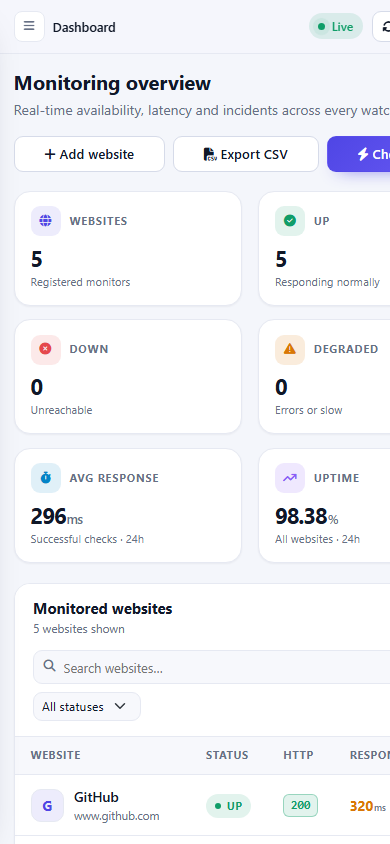 Dashboard
Live
Monitoring overview
Real-time availability, latency and incidents across every
Add website
Export CSV
WEBSITES
5
Registered monitors
UP
5
Responding normally
DOWN
0
Unreachable
DEGRADED
0
Errors or slow
AVG RESPONSE
296ms
Successful checks · 24h
UPTIME
98.38%
All websites · 24h
Monitored websites
5 websites shown
Search websites...
All statuses
WEBSITE STATUS HTTP
G
GitHub
www.github.com
UP
200
320ms